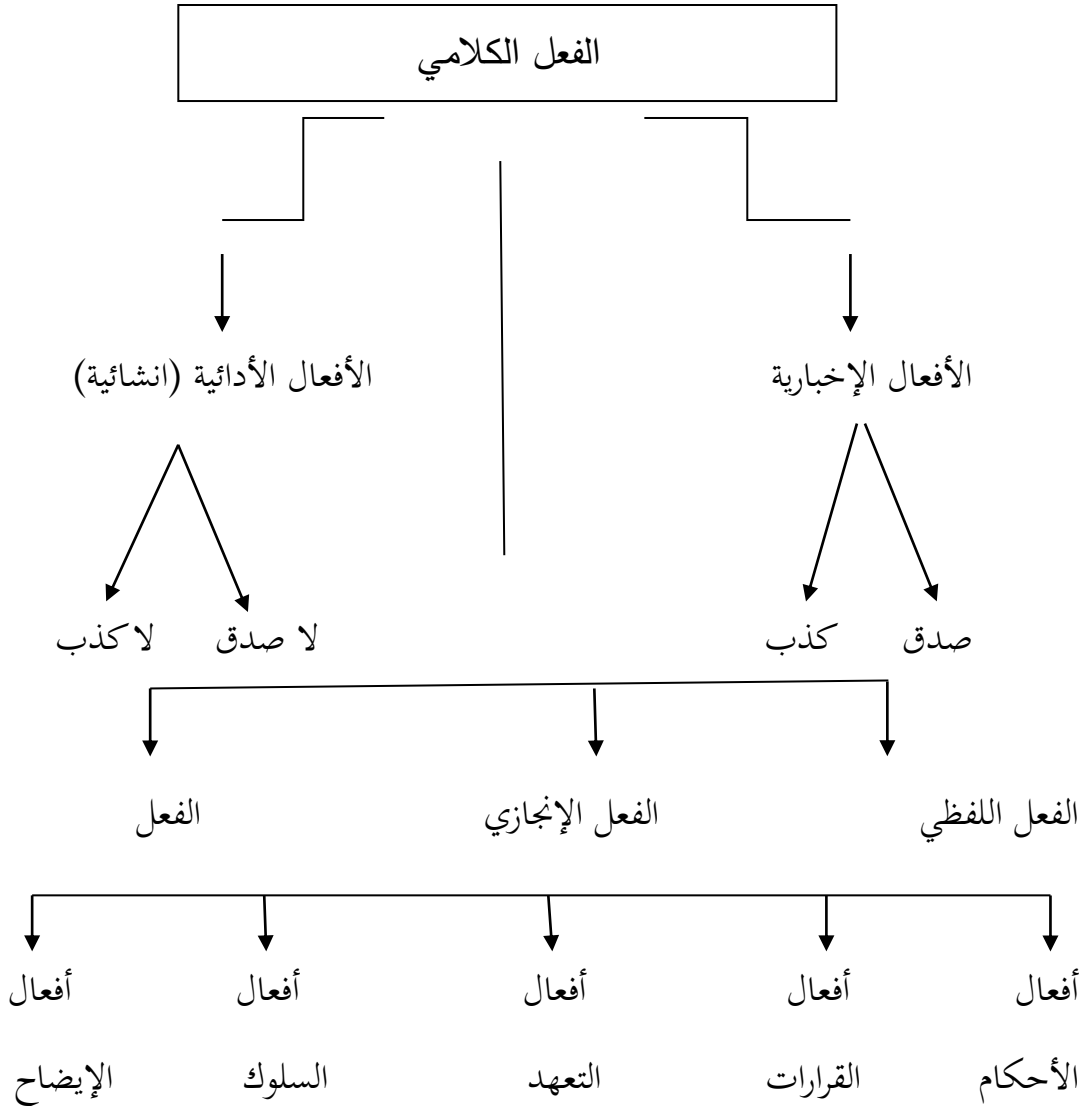 الفعل الكلامي
الأفعال الإخبارية الأفعال الأدائية (انشائية)
صدق كذب لا صدق لا كذب
الفعل اللفظي الفعل الإنجازي الفعل
أفعال أفعال أفعال أفعال أفعال
الأحكام القرارات التعهد السلوك الإيضاح